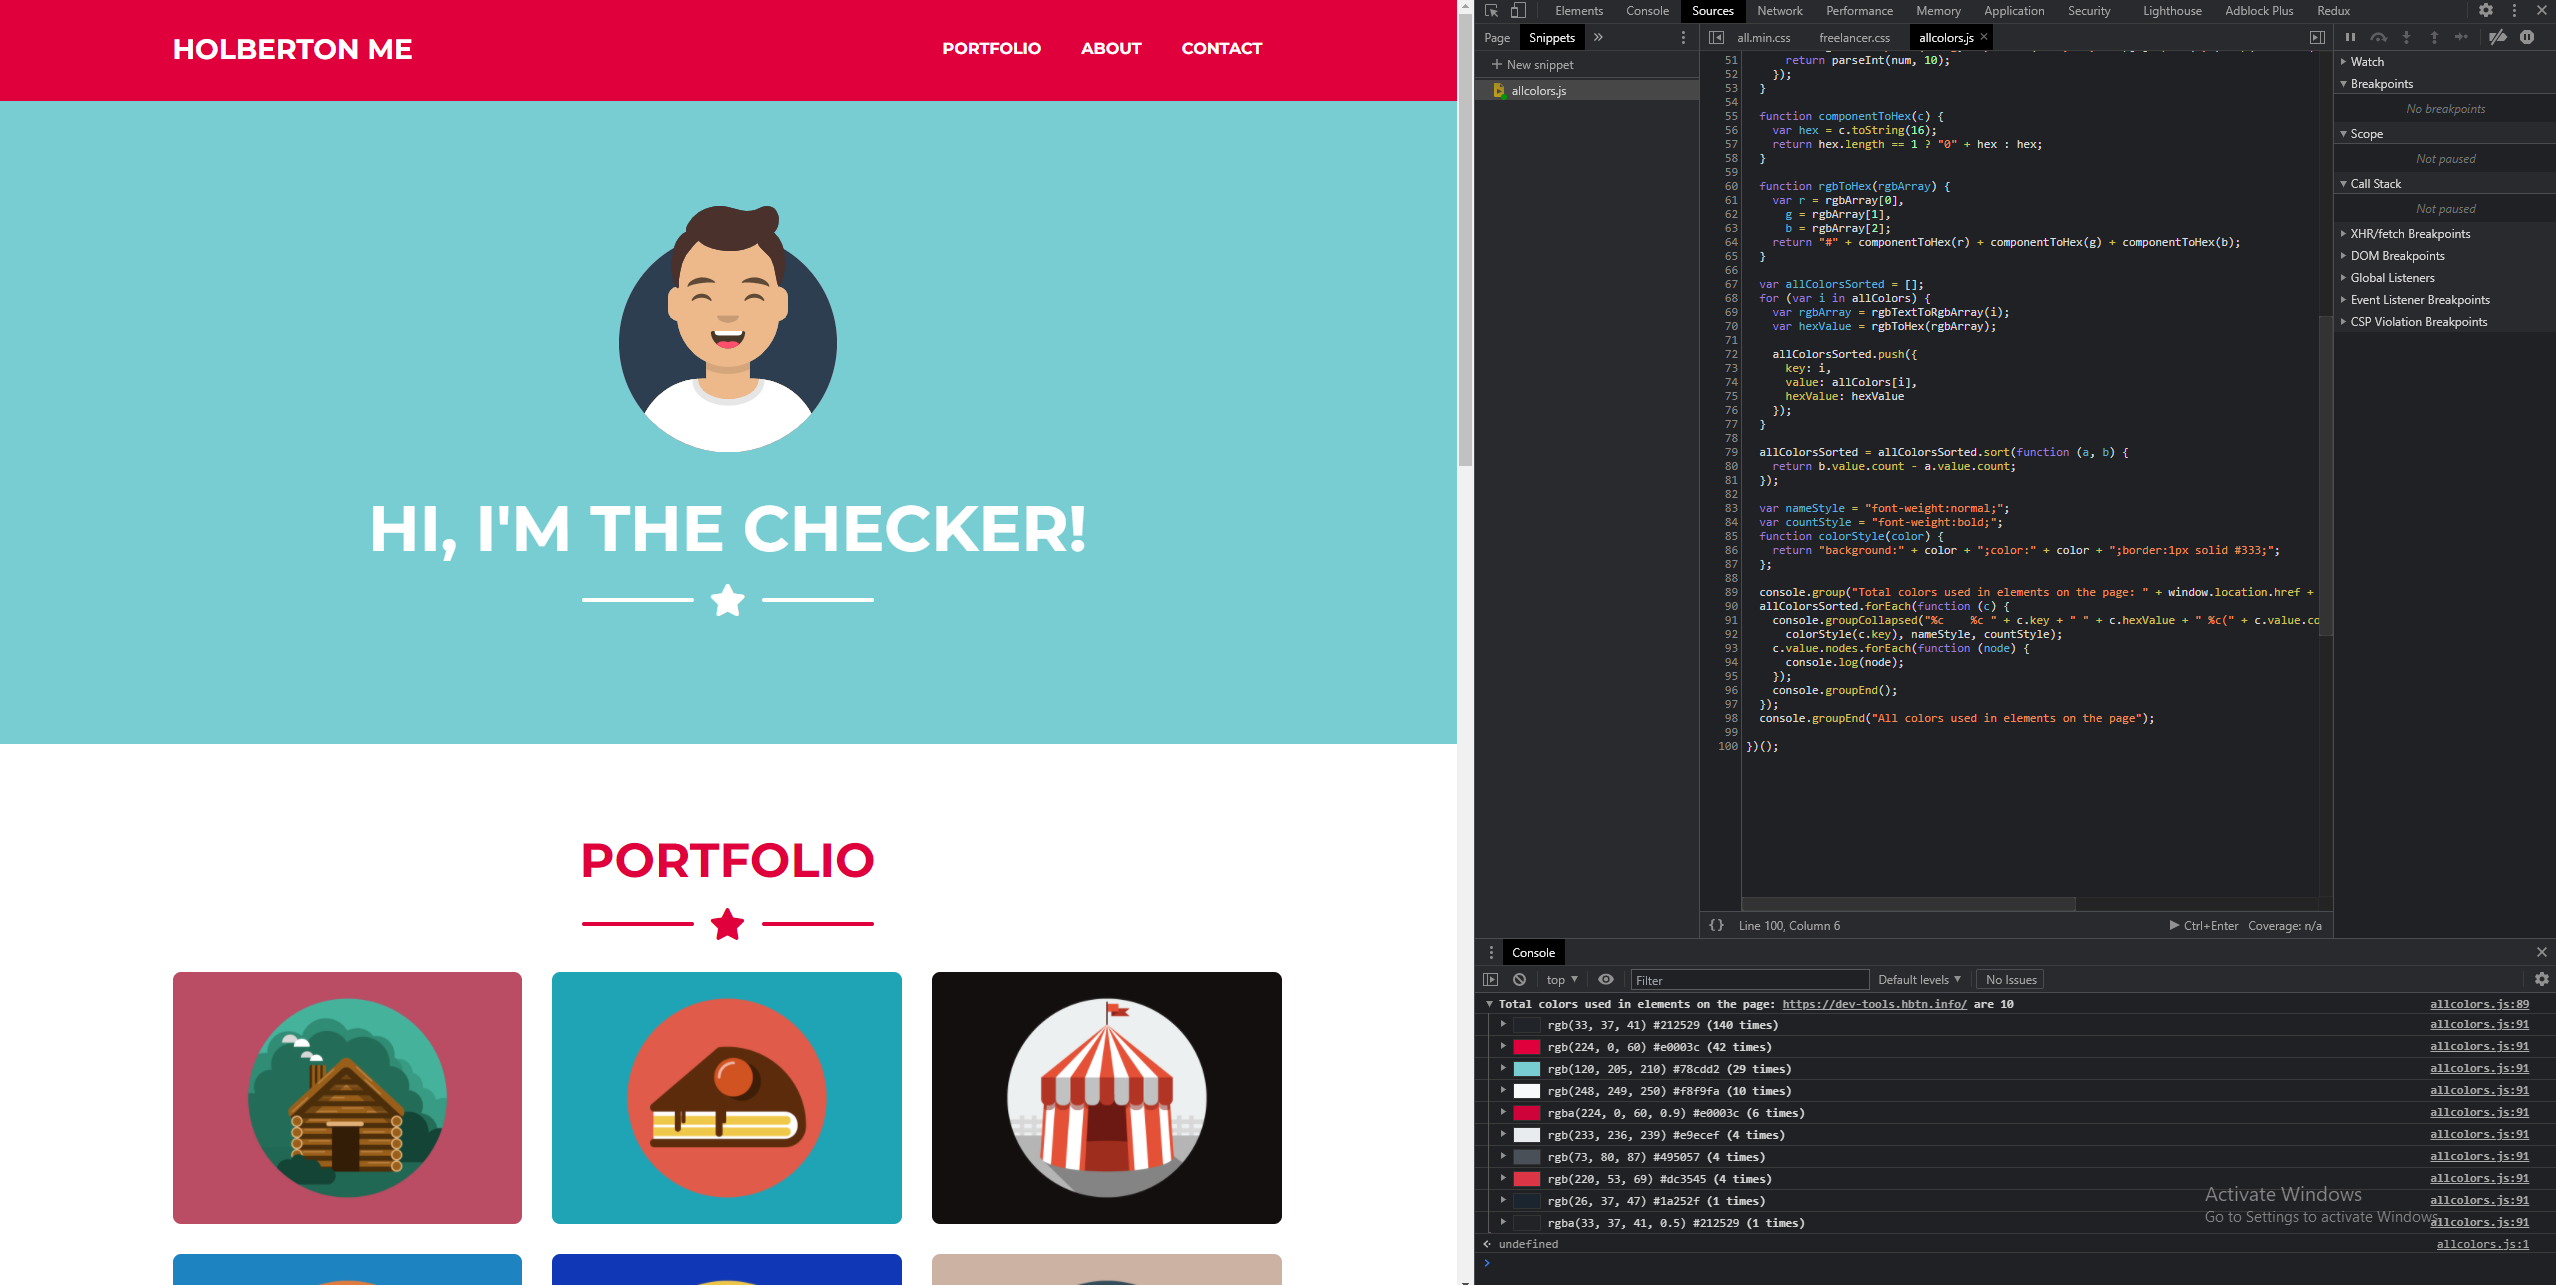 HOLBERTON ME
PORTFOLIO ABOUT CONTACT
HI, I'M THE CHECKER!
PORTFOLIO
Elements Console Sources Network Performance Memory Application Security Lighthouse Adblock Plus Redux
Page Snippets
all.min.css freelancer.css allcolors.js
+ New snippet
allcolors.js
51 return parseInt(num, 10);
52 });
53 }
54
55 function componentToHex(c) {
56 var hex = c.toString(16);
57 return hex.length == 1 ? "0" + hex : hex;
58 }
59
60 function rgbToHex(rgbArray) {
61 var r = rgbArray[0],
62 g = rgbArray[1],
63 b = rgbArray[2];
64 return "#" + componentToHex(r) + componentToHex(g) + componentToHex(b);
65 }
66
67 var allColorsSorted = [];
68 for (var i in allColors) {
69 var rgbArray = rgbTextToRgbArray(i);
70 var hexValue = rgbToHex(rgbArray);
71
72 allColorsSorted.push({
73 key: i,
74 value: allColors[i],
75 hexValue: hexValue
76 });
77 }
78
79 allColorsSorted = allColorsSorted.sort(function (a, b) {
80 return b.value.count - a.value.count;
81 });
82
83 var nameStyle = "font-weight:normal;";
84 var countStyle = "font-weight:bold;";
85 function colorStyle(color) {
86 return "background:" + color + ";color:" + color + ";border:1px solid #333;";
87 };
88
89 console.group("Total colors used in elements on the page: " + window.location.href +
90 allColorsSorted.forEach(function (c) {
91 console.groupCollapsed("%c    %c " + c.key + " " + c.hexValue + " %c(" + c.value.co
92 colorStyle(c.key), nameStyle, countStyle);
93 c.value.nodes.forEach(function (node) {
94 console.log(node);
95 });
96 console.groupEnd();
97 });
98 console.groupEnd("All colors used in elements on the page");
99
100 })();
{} Line 100, Column 6 Ctrl+Enter Coverage: n/a
Watch
Breakpoints
No breakpoints
Scope
Not paused
Call Stack
Not paused
XHR/fetch Breakpoints
DOM Breakpoints
Global Listeners
Event Listener Breakpoints
CSP Violation Breakpoints
Console
top Filter Default levels No Issues
Total colors used in elements on the page: https://dev-tools.hbtn.info/ are 10 allcolors.js:89
rgb(33, 37, 41) #212529 (140 times) allcolors.js:91
rgb(224, 0, 60) #e0003c (42 times) allcolors.js:91
rgb(120, 205, 210) #78cdd2 (29 times) allcolors.js:91
rgb(248, 249, 250) #f8f9fa (10 times) allcolors.js:91
rgba(224, 0, 60, 0.9) #e0003c (6 times) allcolors.js:91
rgb(233, 236, 239) #e9ecef (4 times) allcolors.js:91
rgb(73, 80, 87) #495057 (4 times) allcolors.js:91
rgb(220, 53, 69) #dc3545 (4 times) allcolors.js:91
rgb(26, 37, 47) #1a252f (1 times) allcolors.js:91
rgba(33, 37, 41, 0.5) #212529 (1 times) allcolors.js:91
undefined allcolors.js:1
Activate Windows
Go to Settings to activate Windows.